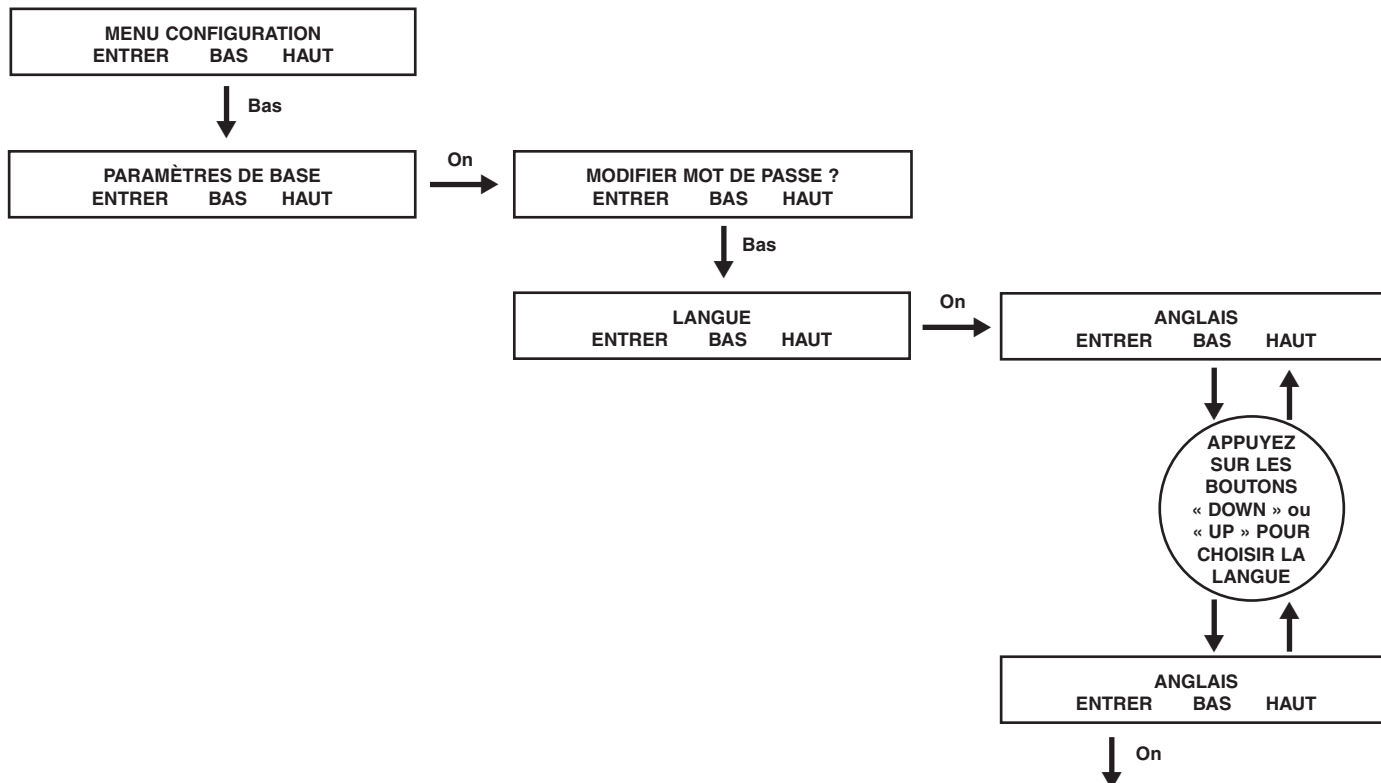 MENU CONFIGURATION
ENTRER BAS HAUT
Bas
PARAMÈTRES DE BASE
ENTRER BAS HAUT
On
MODIFIER MOT DE PASSE ?
ENTRER BAS HAUT
Bas
LANGUE
ENTRER BAS HAUT
On
ANGLAIS
ENTRER BAS HAUT
APPUYEZ
SUR LES
BOUTONS
« DOWN » ou
« UP » POUR
CHOISIR LA
LANGUE
ANGLAIS
ENTRER BAS HAUT
On